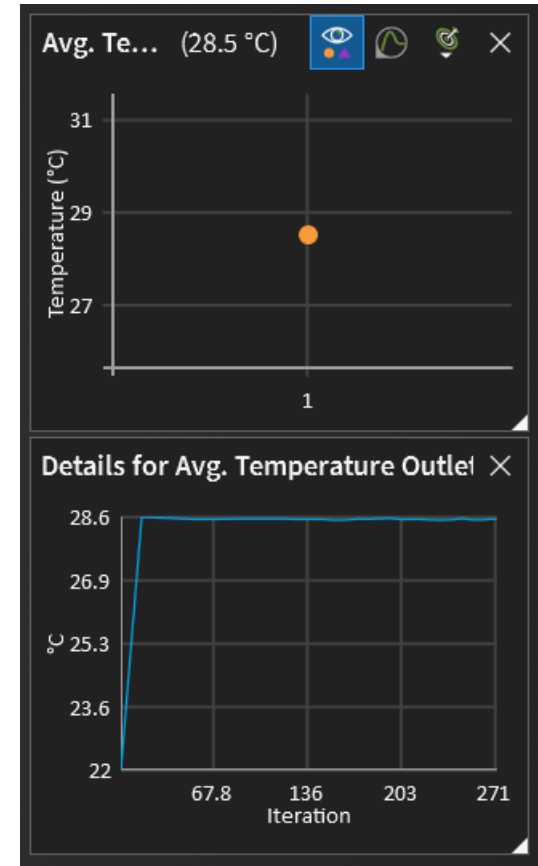 Avg. Te... (28.5 °C)
31
29
27
Temperature (°C)
1
Details for Avg. Temperature Outlet
28.6
26.9
25.3
23.6
22
°C
67.8 136 203 271
Iteration